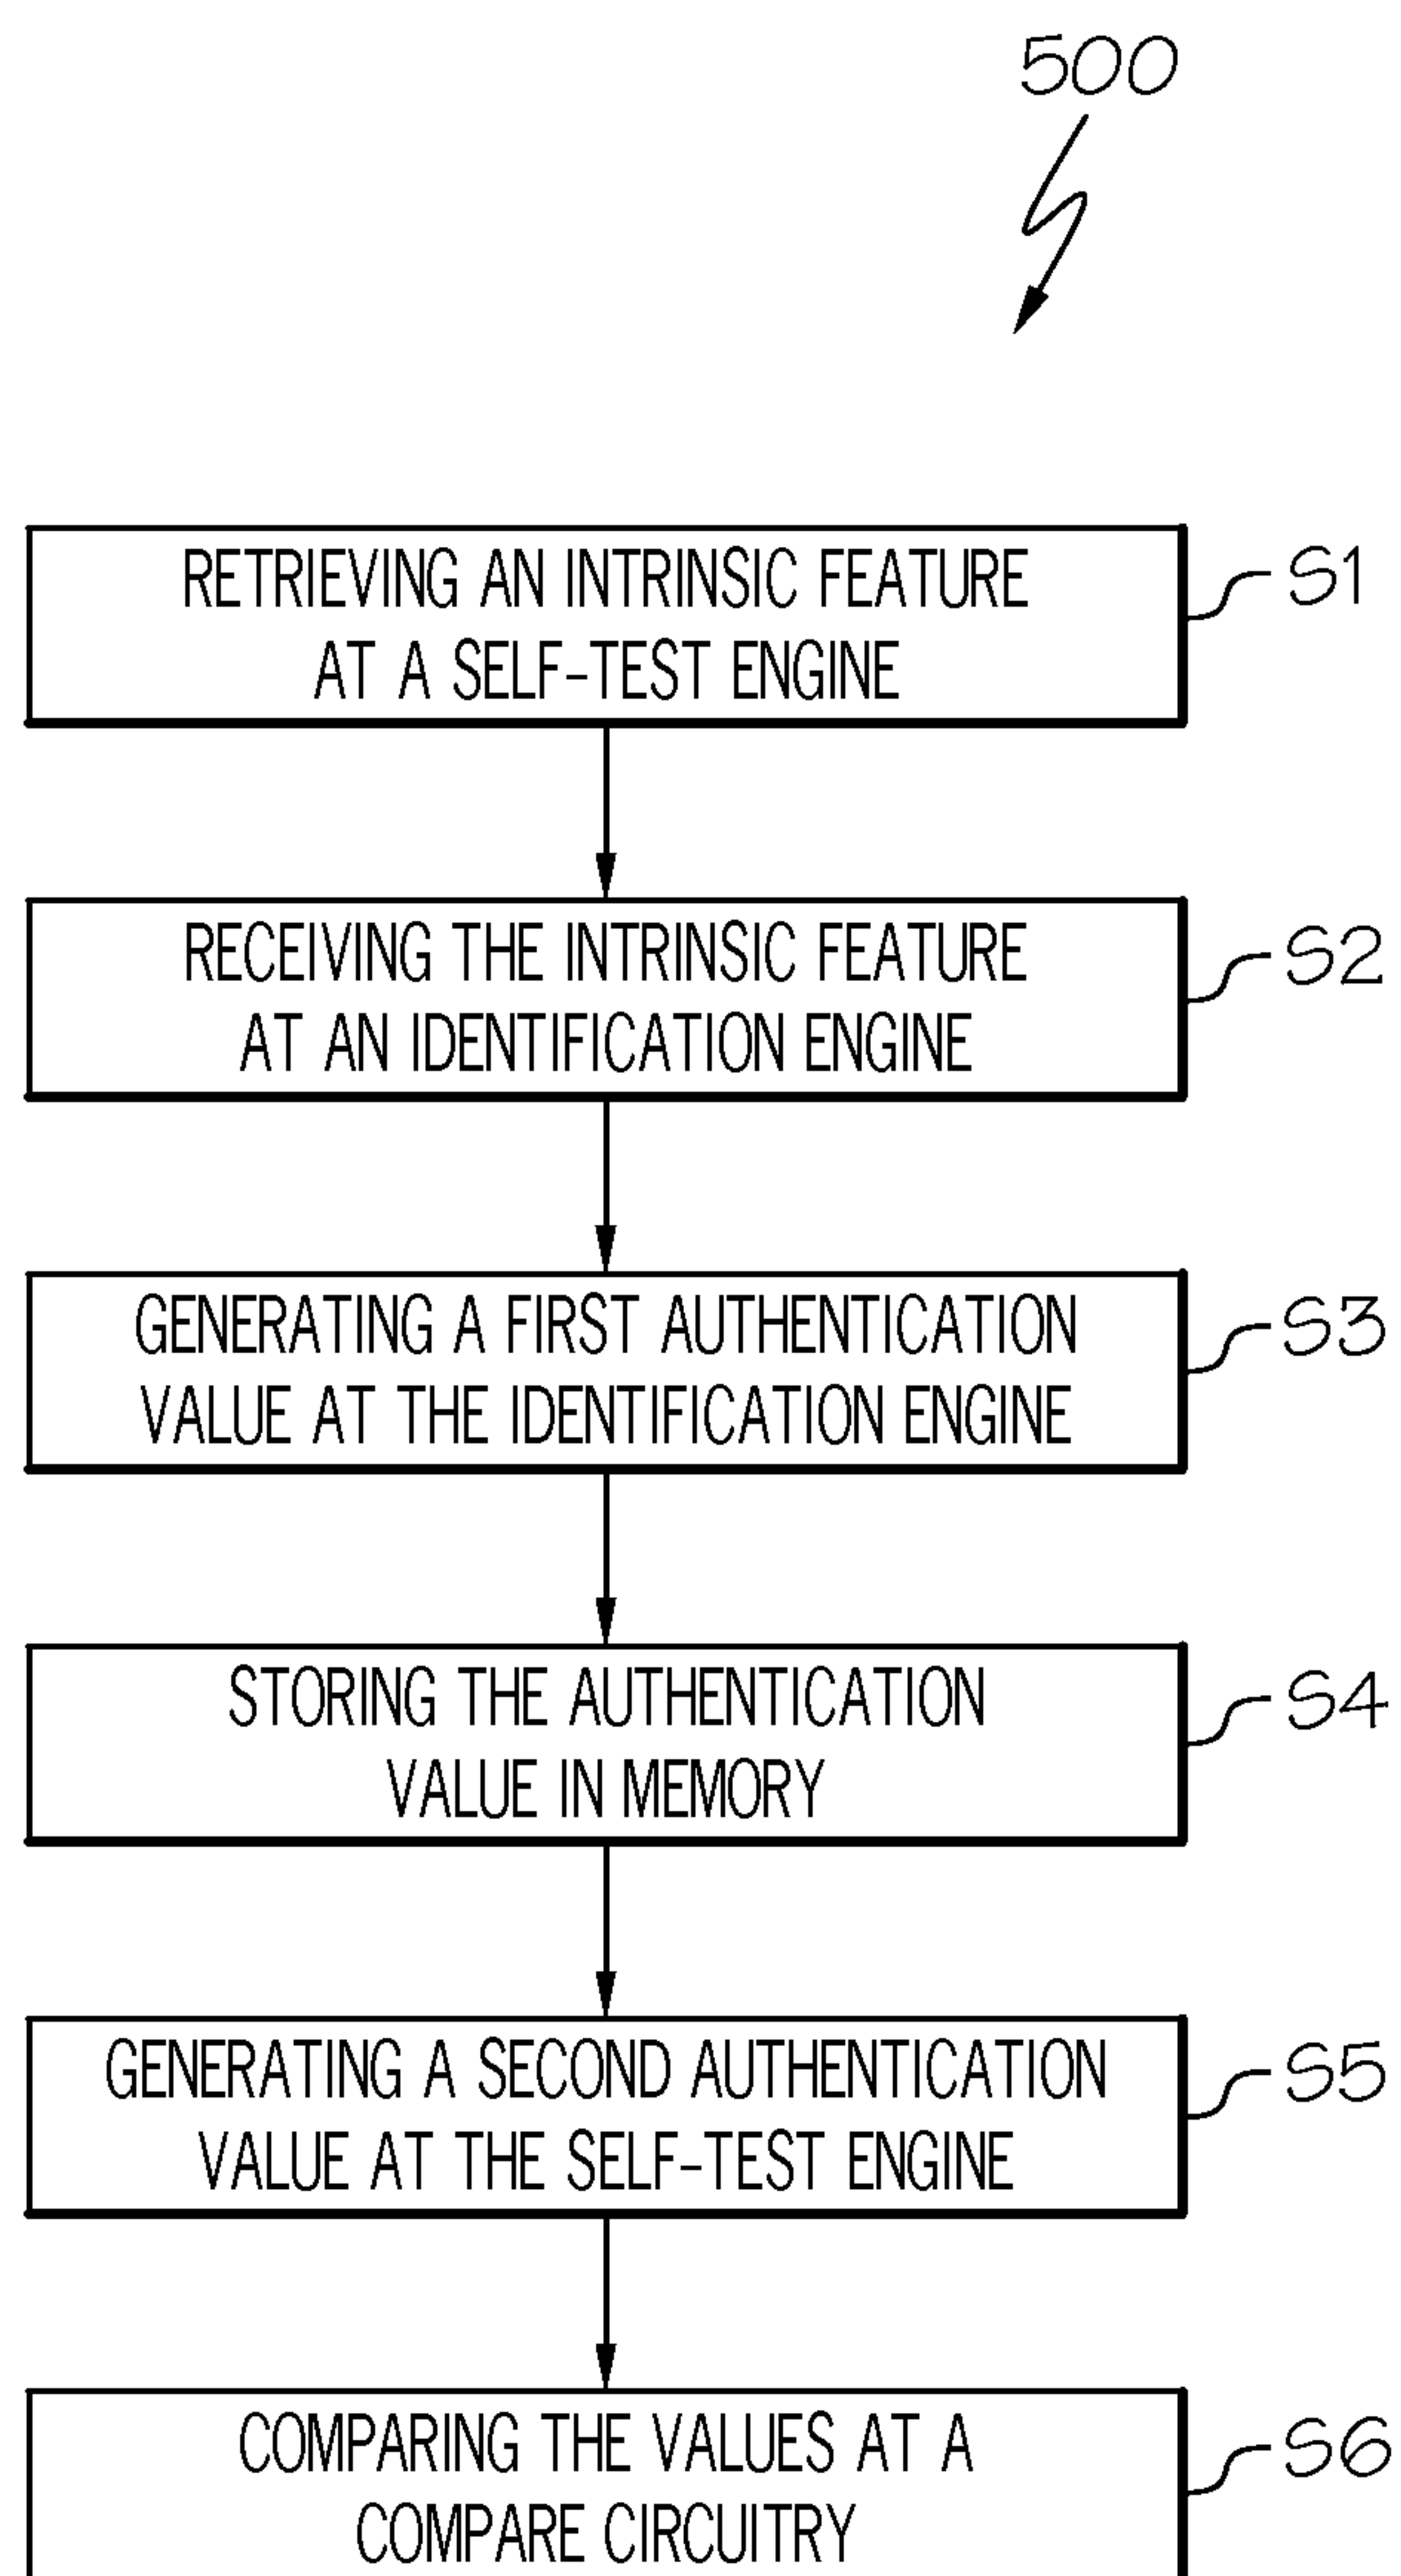 500
RETRIEVING AN INTRINSIC FEATURE
AT A SELF-TEST ENGINE
S1
RECEIVING THE INTRINSIC FEATURE
AT AN IDENTIFICATION ENGINE
S2
GENERATING A FIRST AUTHENTICATION
VALUE AT THE IDENTIFICATION ENGINE
S3
STORING THE AUTHENTICATION
VALUE IN MEMORY
S4
GENERATING A SECOND AUTHENTICATION
VALUE AT THE SELF-TEST ENGINE
S5
COMPARING THE VALUES AT A
COMPARE CIRCUITRY
S6